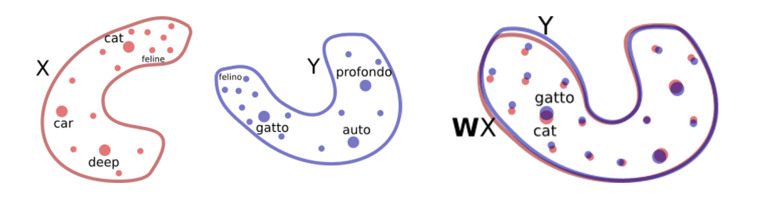 X
cat
feline
car
deep
Y
felino
profondo
gatto
auto
Y
gatto
cat
WX